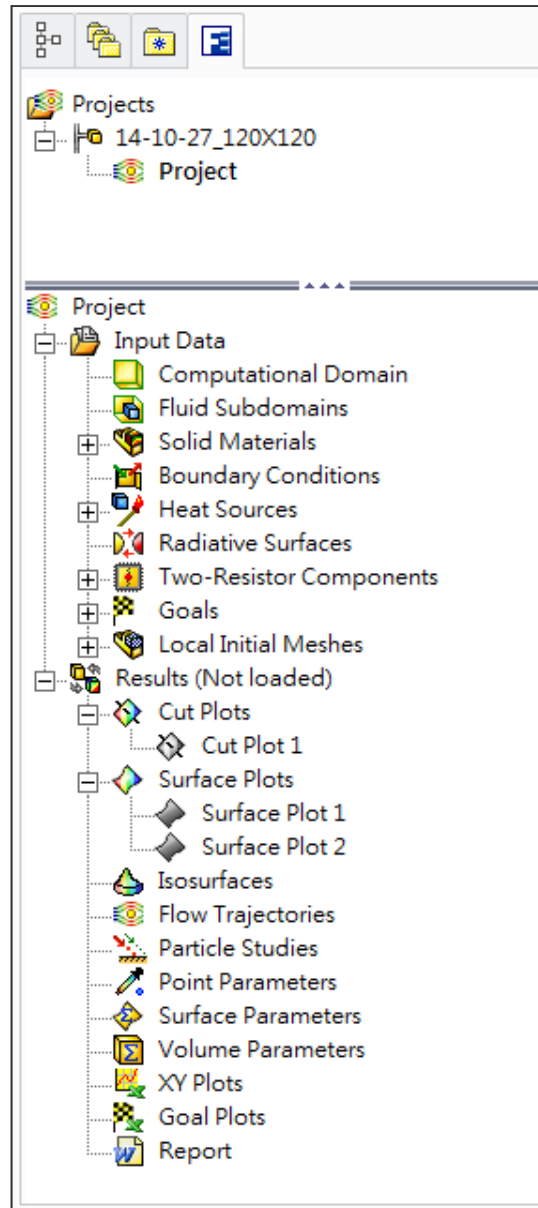 Projects
14-10-27_120X120
Project
Project
Input Data
Computational Domain
Fluid Subdomains
Solid Materials
Boundary Conditions
Heat Sources
Radiative Surfaces
Two-Resistor Components
Goals
Local Initial Meshes
Results (Not loaded)
Cut Plots
Cut Plot 1
Surface Plots
Surface Plot 1
Surface Plot 2
Isosurfaces
Flow Trajectories
Particle Studies
Point Parameters
Surface Parameters
Volume Parameters
XY Plots
Goal Plots
Report